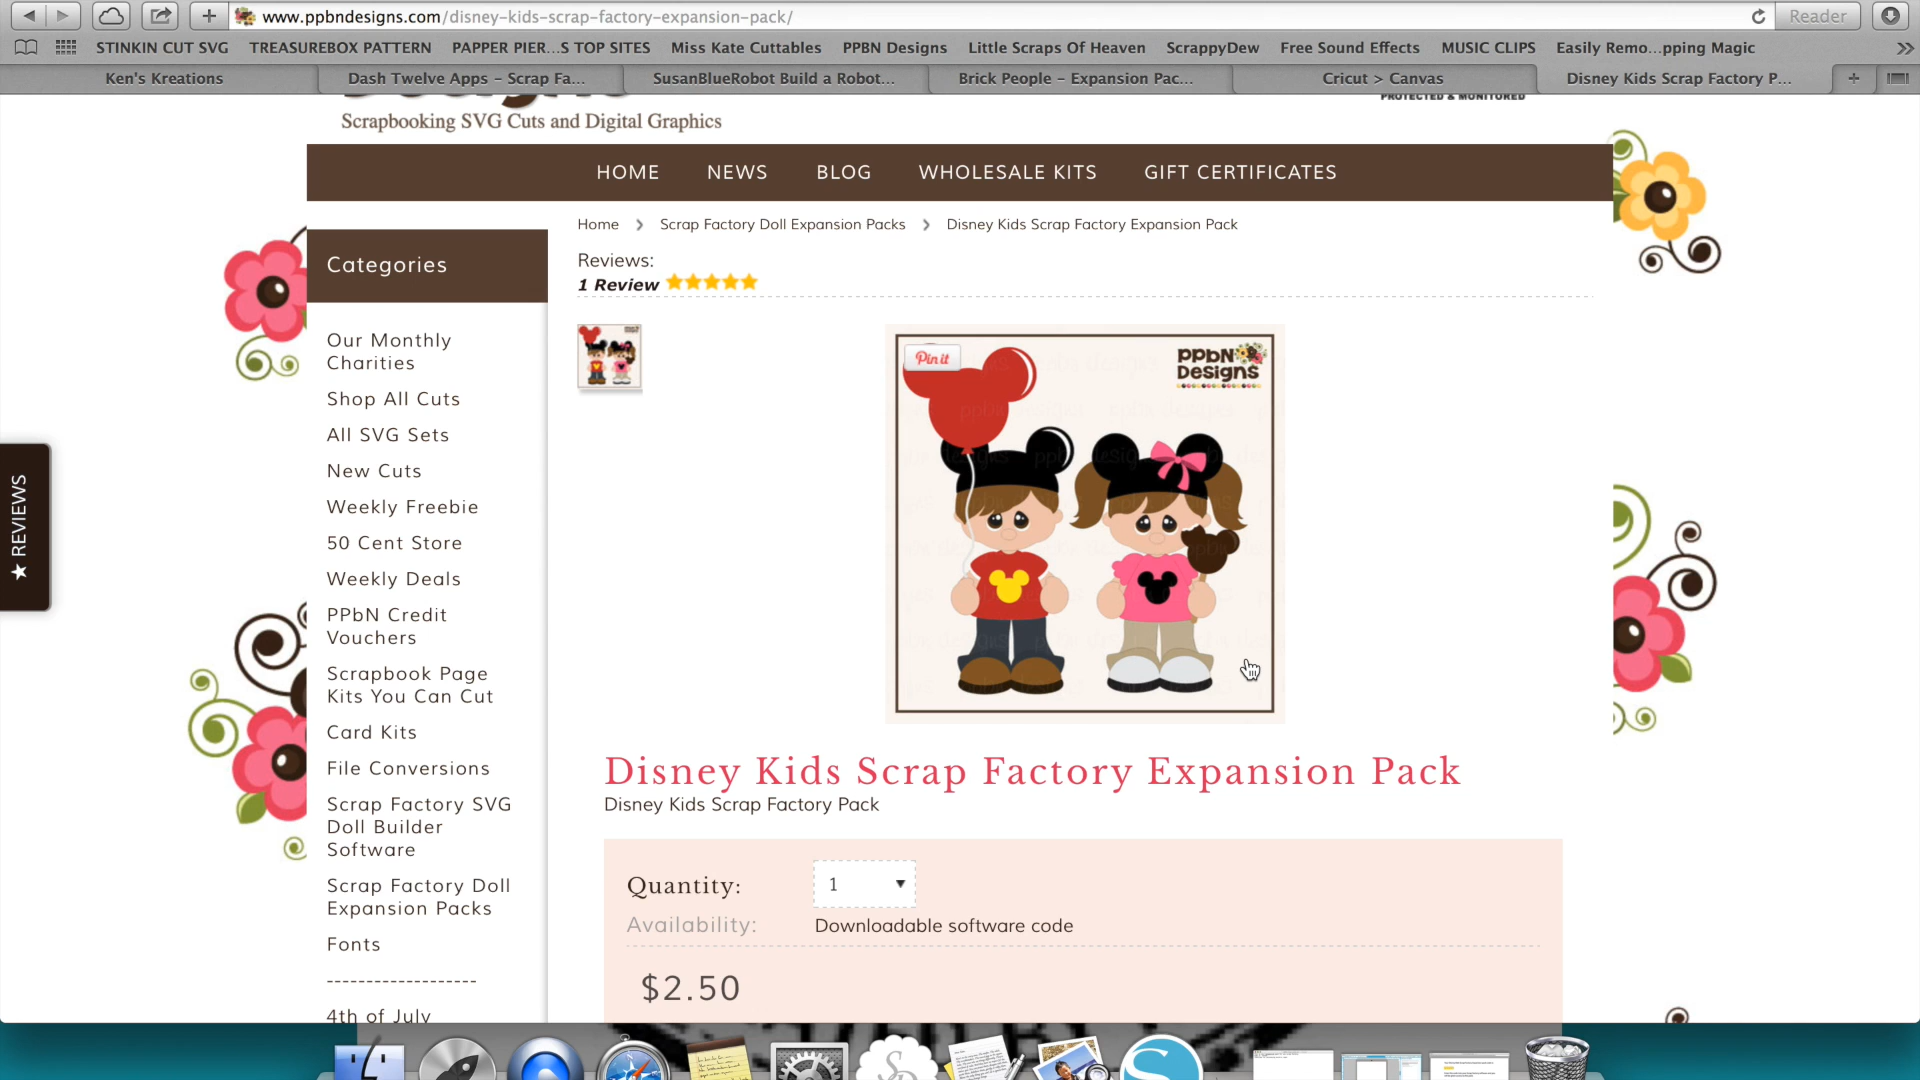 www.ppbndesigns.com/disney-kids-scrap-factory-expansion-pack/
Reader
STINKIN CUT SVG TREASUREBOX PATTERN PAPPER PIER...S TOP SITES Miss Kate Cuttables PPBN Designs Little Scraps Of Heaven ScrappyDew Free Sound Effects MUSIC CLIPS Easily Remo...pping Magic
Ken's Kreations Dash Twelve Apps – Scrap Fa... SusanBlueRobot Build a Robot... Brick People – Expansion Pac... Cricut > Canvas Disney Kids Scrap Factory P...
PROTECTED & MONITORED
Scrapbooking SVG Cuts and Digital Graphics
HOME NEWS BLOG WHOLESALE KITS GIFT CERTIFICATES
Home > Scrap Factory Doll Expansion Packs > Disney Kids Scrap Factory Expansion Pack
Reviews:
1 Review
Categories
Our Monthly
Charities
Shop All Cuts
All SVG Sets
New Cuts
Weekly Freebie
50 Cent Store
Weekly Deals
PPbN Credit
Vouchers
Scrapbook Page
Kits You Can Cut
Card Kits
File Conversions
Scrap Factory SVG
Doll Builder
Software
Scrap Factory Doll
Expansion Packs
Fonts
-------------------
4th of July
★ REVIEWS
Pin it
PPbN
Designs
Disney Kids Scrap Factory Expansion Pack
Disney Kids Scrap Factory Pack
Quantity: 1
Availability: Downloadable software code
$2.50